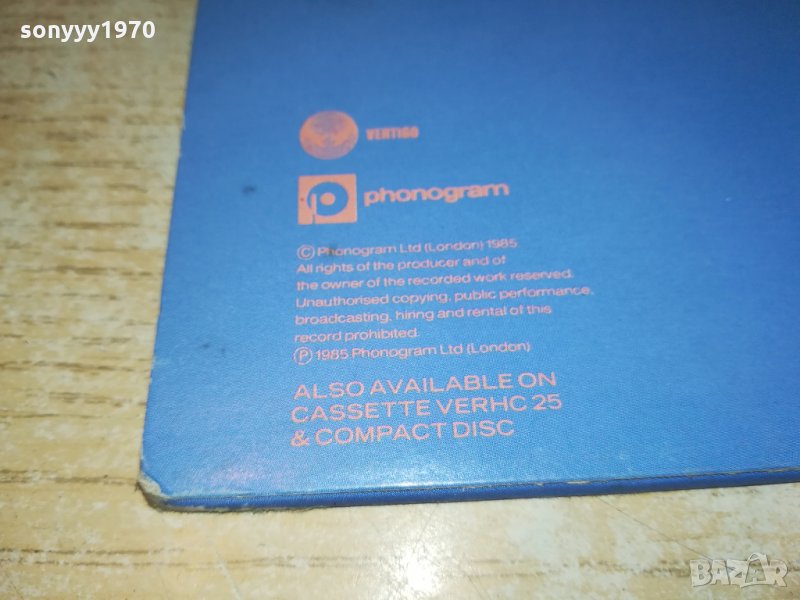 sonyyy1970
VERTIGO
phonogram
© Phonogram Ltd (London) 1985
All rights of the producer and of
the owner of the recorded work reserved.
Unauthorised copying, public performance,
broadcasting, hiring and rental of this
record prohibited.
℗ 1985 Phonogram Ltd (London)
ALSO AVAILABLE ON
CASSETTE VERHC 25
& COMPACT DISC
BAZAR